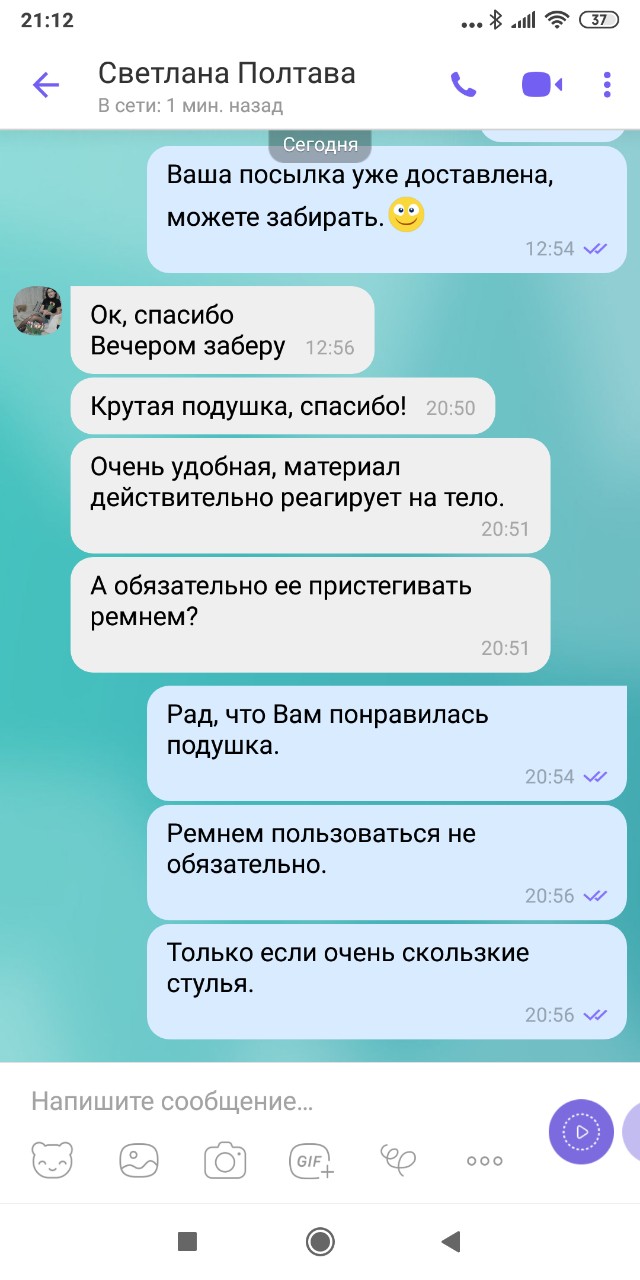 21:12
37
Светлана Полтава
В сети: 1 мин. назад
Сегодня
Ваша посылка уже доставлена,
можете забирать.
12:54
Ок, спасибо
Вечером заберу 12:56
Крутая подушка, спасибо! 20:50
Очень удобная, материал
действительно реагирует на тело.
20:51
А обязательно ее пристегивать
ремнем?
20:51
Рад, что Вам понравилась
подушка.
20:54
Ремнем пользоваться не
обязательно.
20:56
Только если очень скользкие
стулья.
20:56
Напишите сообщение...
GIF